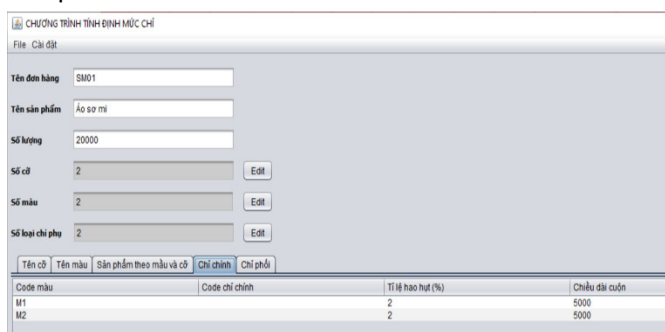 CHƯƠNG TRÌNH TÍNH ĐỊNH MỨC CHỈ
File Cài đặt
Tên đơn hàng SM01
Tên sản phẩm Áo sơ mi
Số lượng 20000
Số cỡ 2 Edit
Số màu 2 Edit
Số loại chỉ phụ 2 Edit
Tên cỡ Tên màu Sản phẩm theo mầu và cỡ Chỉ chính Chỉ phối
Code màu Code chỉ chính Tỉ lệ hao hụt (%) Chiều dài cuộn
M1 2 5000
M2 2 5000